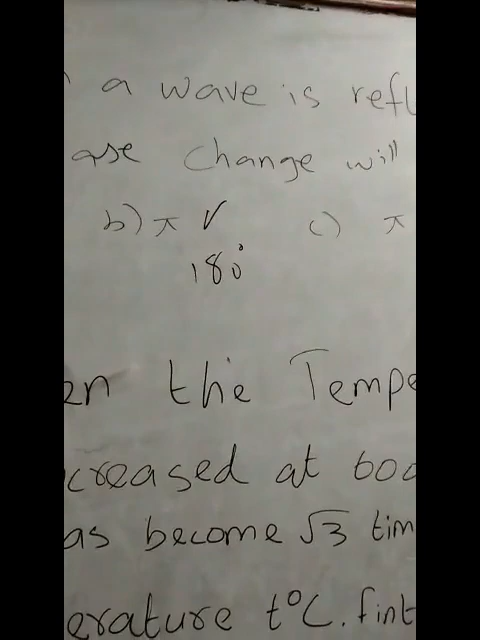 a wave is refl
ase change will
b) π ✓ c) π
180°
en the Tempe
creased at 600
as become √3 tim
erature t°C. fint